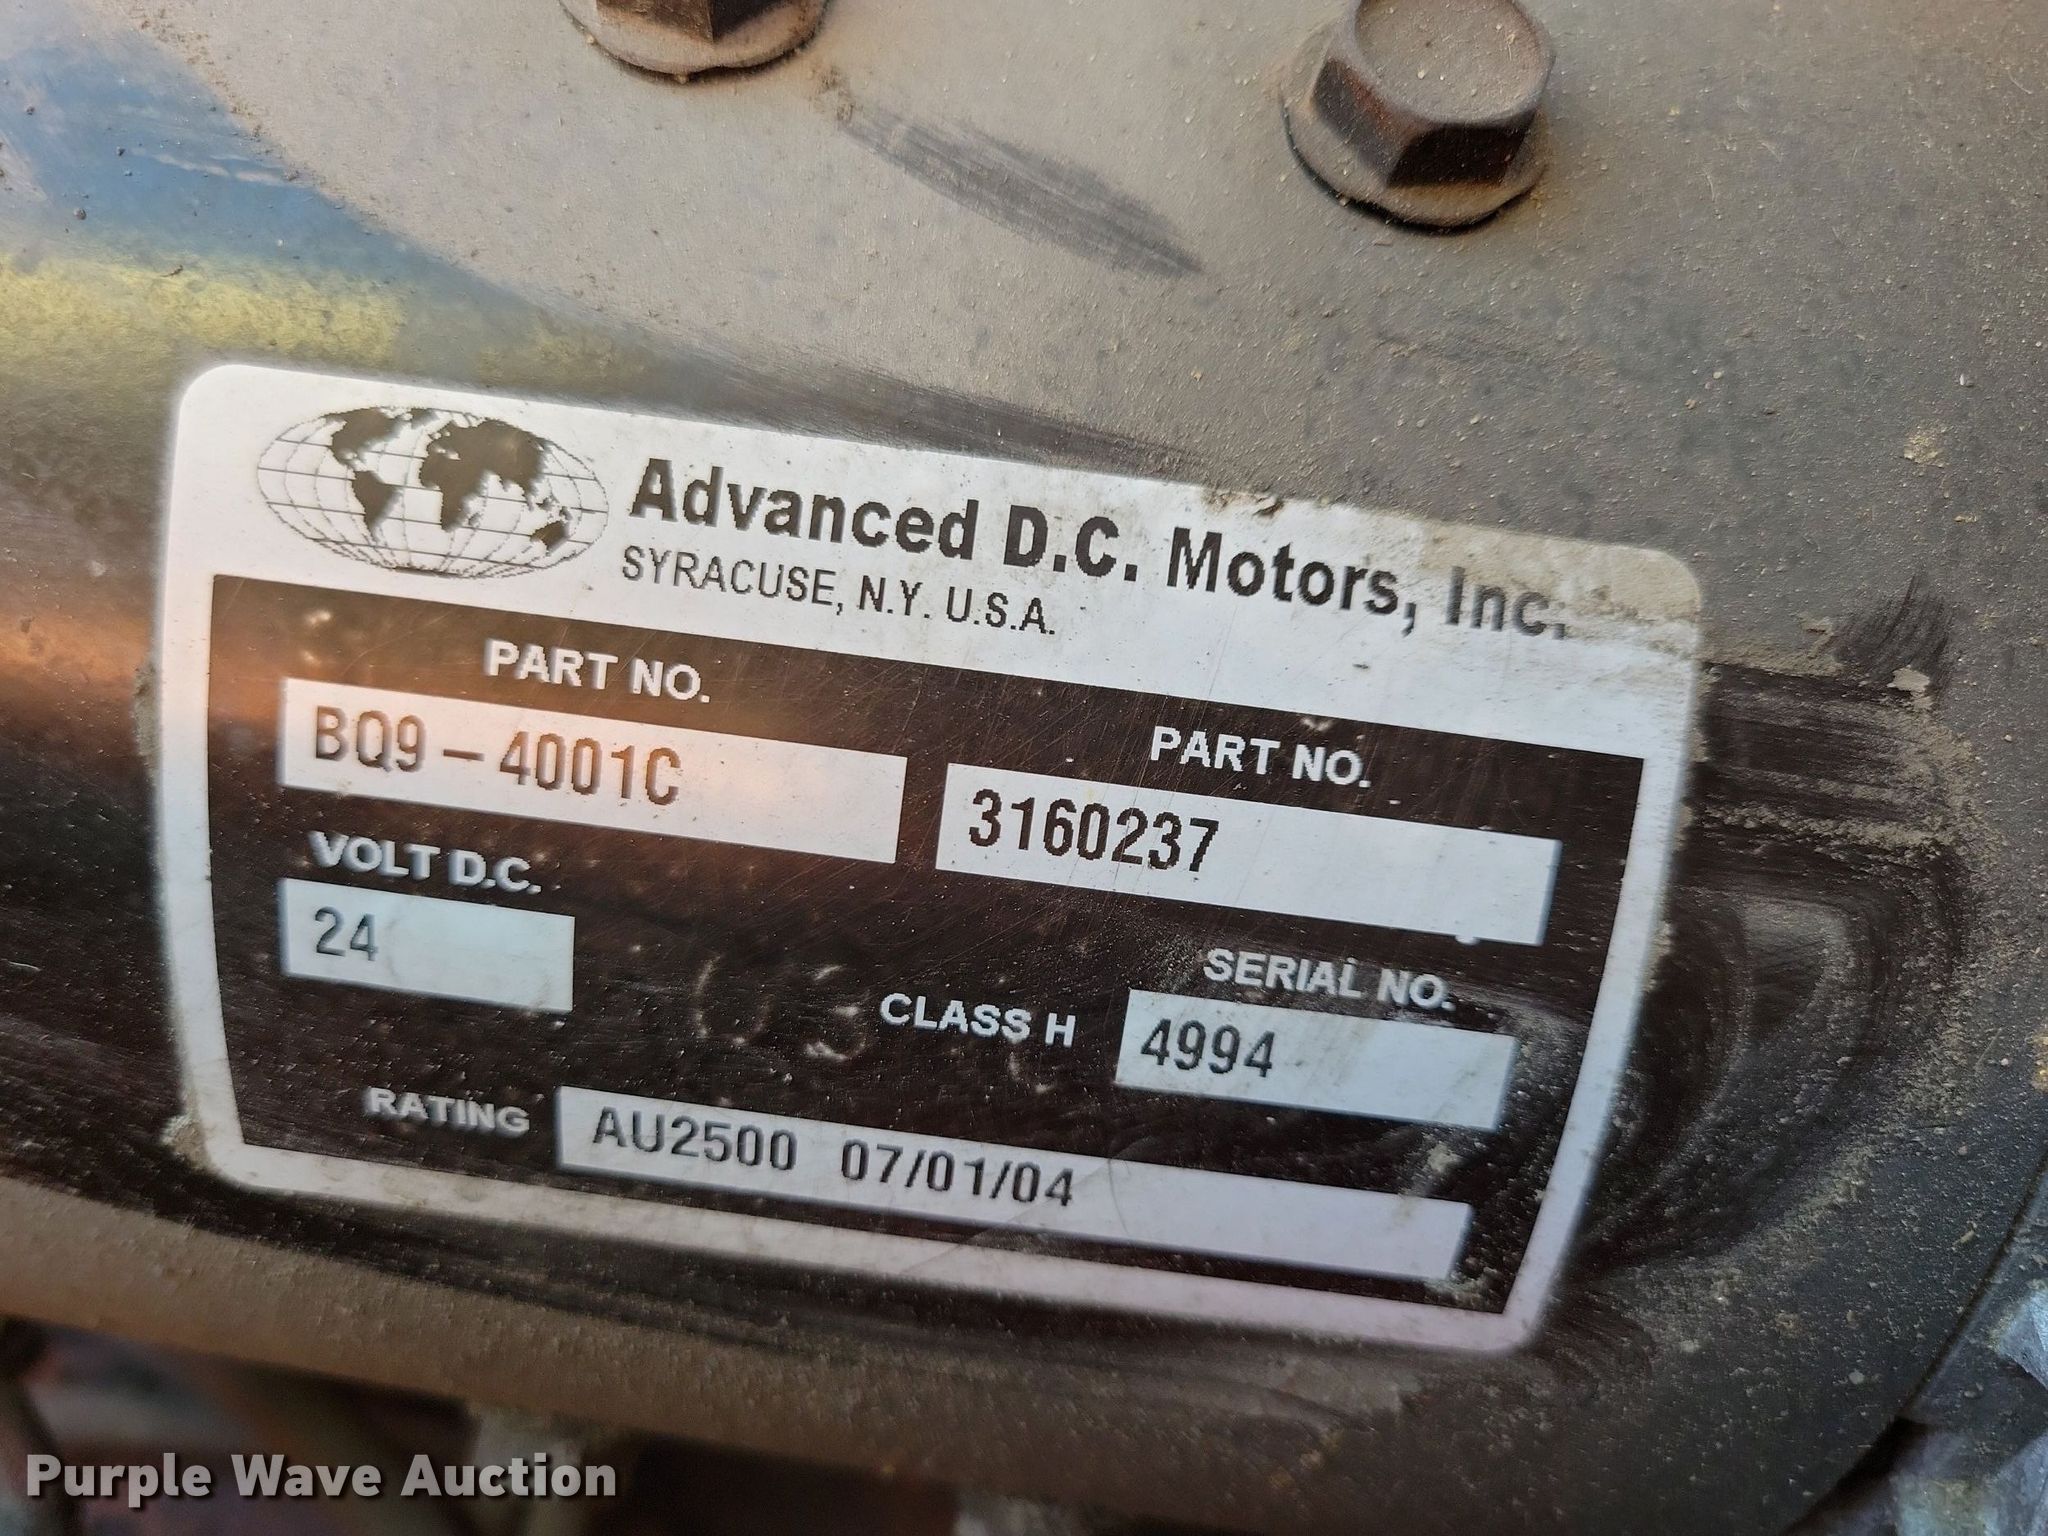 Advanced D.C. Motors, Inc.
SYRACUSE, N.Y. U.S.A.
PART NO.
BQ9-4001C
PART NO.
3160237
VOLT D.C.
24
CLASS H
SERIAL NO.
4994
RATING
AU2500 07/01/04
Purple Wave Auction